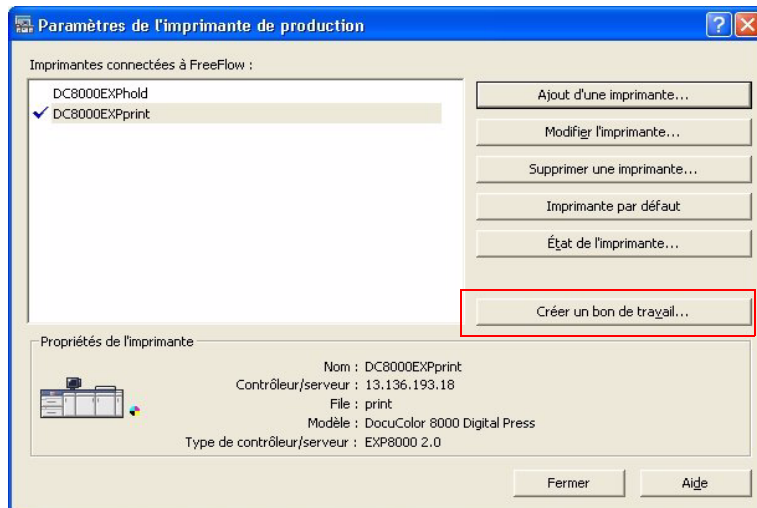 Paramètres de l'imprimante de production
Imprimantes connectées à FreeFlow :
DC8000EXPhold
DC8000EXPprint
Ajout d'une imprimante...
Modifier l'imprimante...
Supprimer une imprimante...
Imprimante par défaut
État de l'imprimante...
Créer un bon de travail...
Propriétés de l'imprimante
Nom : DC8000EXPprint
Contrôleur/serveur : 13.136.193.18
File : print
Modèle : DocuColor 8000 Digital Press
Type de contrôleur/serveur : EXP8000 2.0
Fermer
Aide